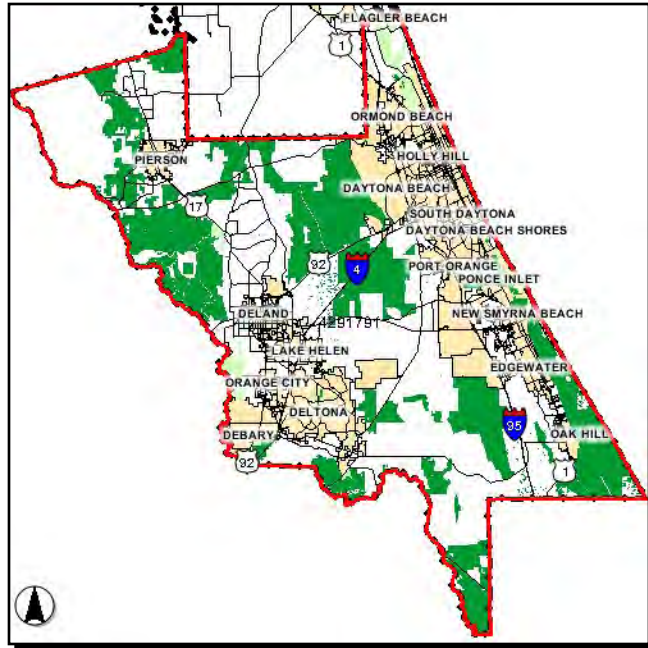 FLAGLER BEACH
1
ORMOND BEACH
HOLLY HILL
PIERSON
DAYTONA BEACH
17
SOUTH DAYTONA
DAYTONA BEACH SHORES
92
4
PORT ORANGE
PONCE INLET
DELAND
NEW SMYRNA BEACH
4291791
LAKE HELEN
EDGEWATER
ORANGE CITY
DELTONA
95
DEBARY
OAK HILL
92
1